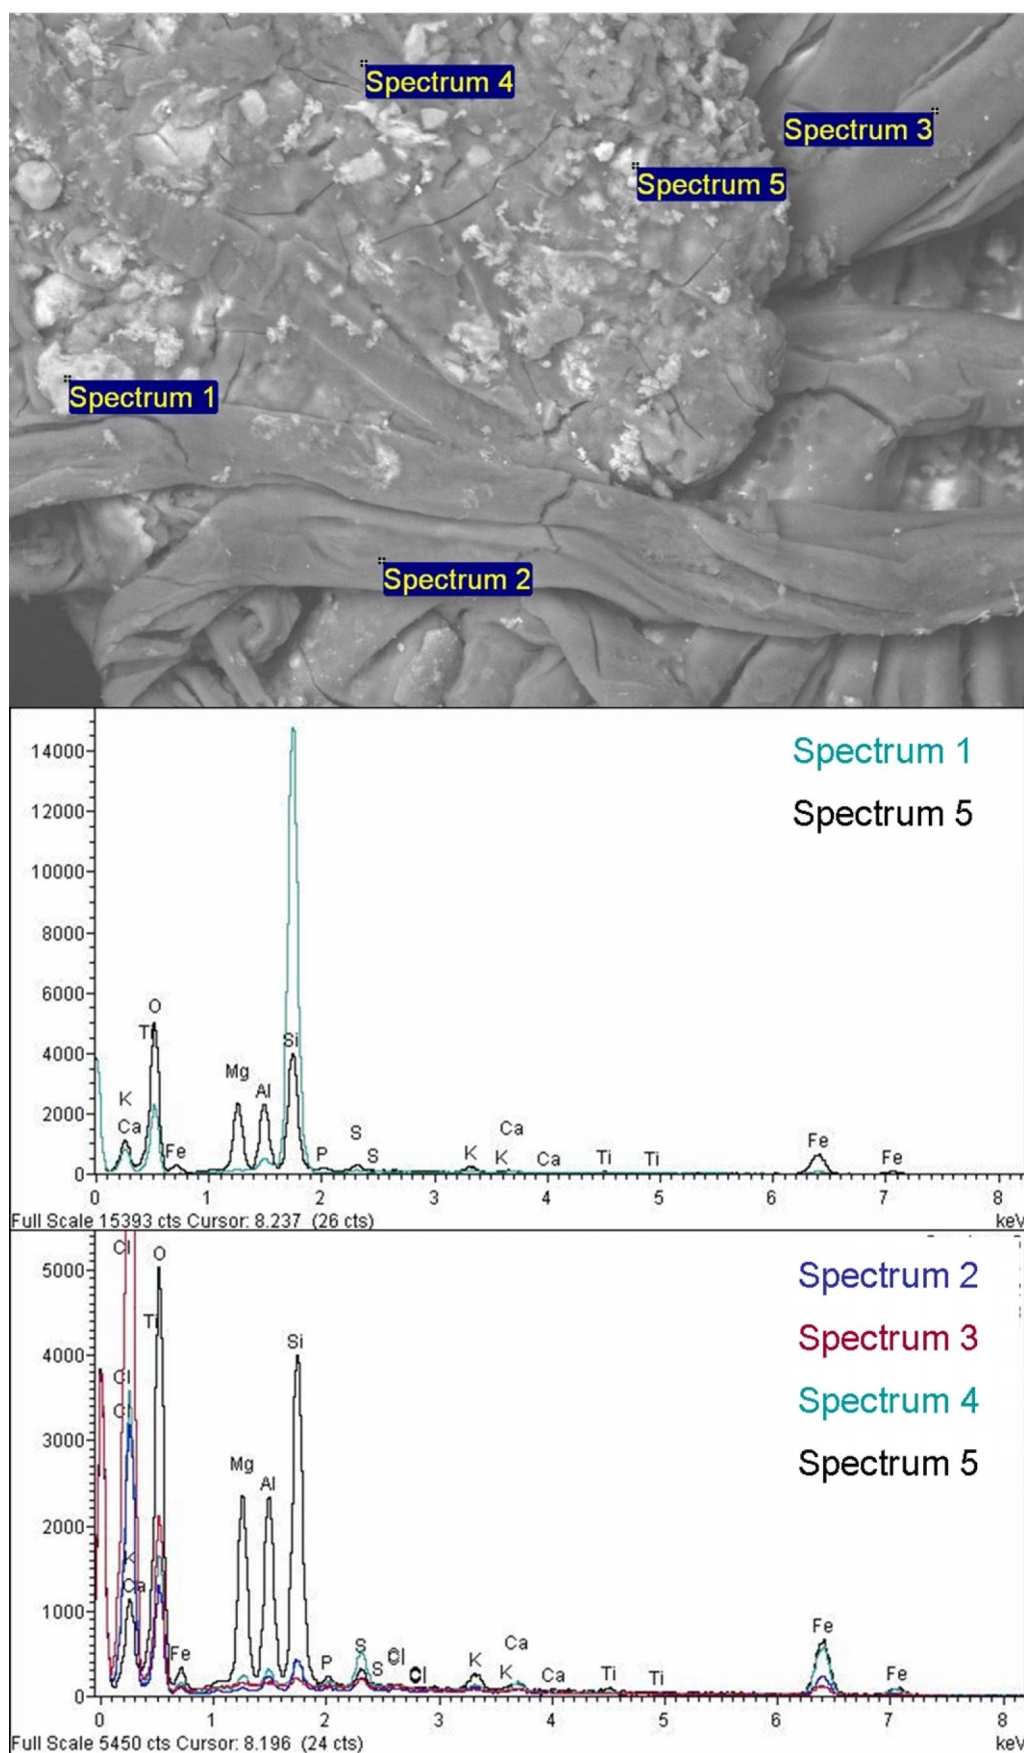 Spectrum 4
Spectrum 3
Spectrum 5
Spectrum 1
Spectrum 2
Spectrum 1
Spectrum 5
14000
12000
10000
8000
6000
4000
2000
0
O
Ti
K
Ca
Fe
Mg
Al
Si
P
S
S
K
K
Ca
Ca
Ti
Ti
Fe
Fe
0 1 2 3 4 5 6 7 8
Full Scale 15393 cts Cursor: 8.237 (26 cts) keV
Spectrum 2
Spectrum 3
Spectrum 4
Spectrum 5
5000
4000
3000
2000
1000
0
Cl
O
Ti
Cl
K
Ca
Fe
Mg
Al
Si
P
S
S
Cl
Cl
K
K
Ca
Ca
Ti
Ti
Fe
Fe
0 1 2 3 4 5 6 7 8
Full Scale 5450 cts Cursor: 8.196 (24 cts) keV